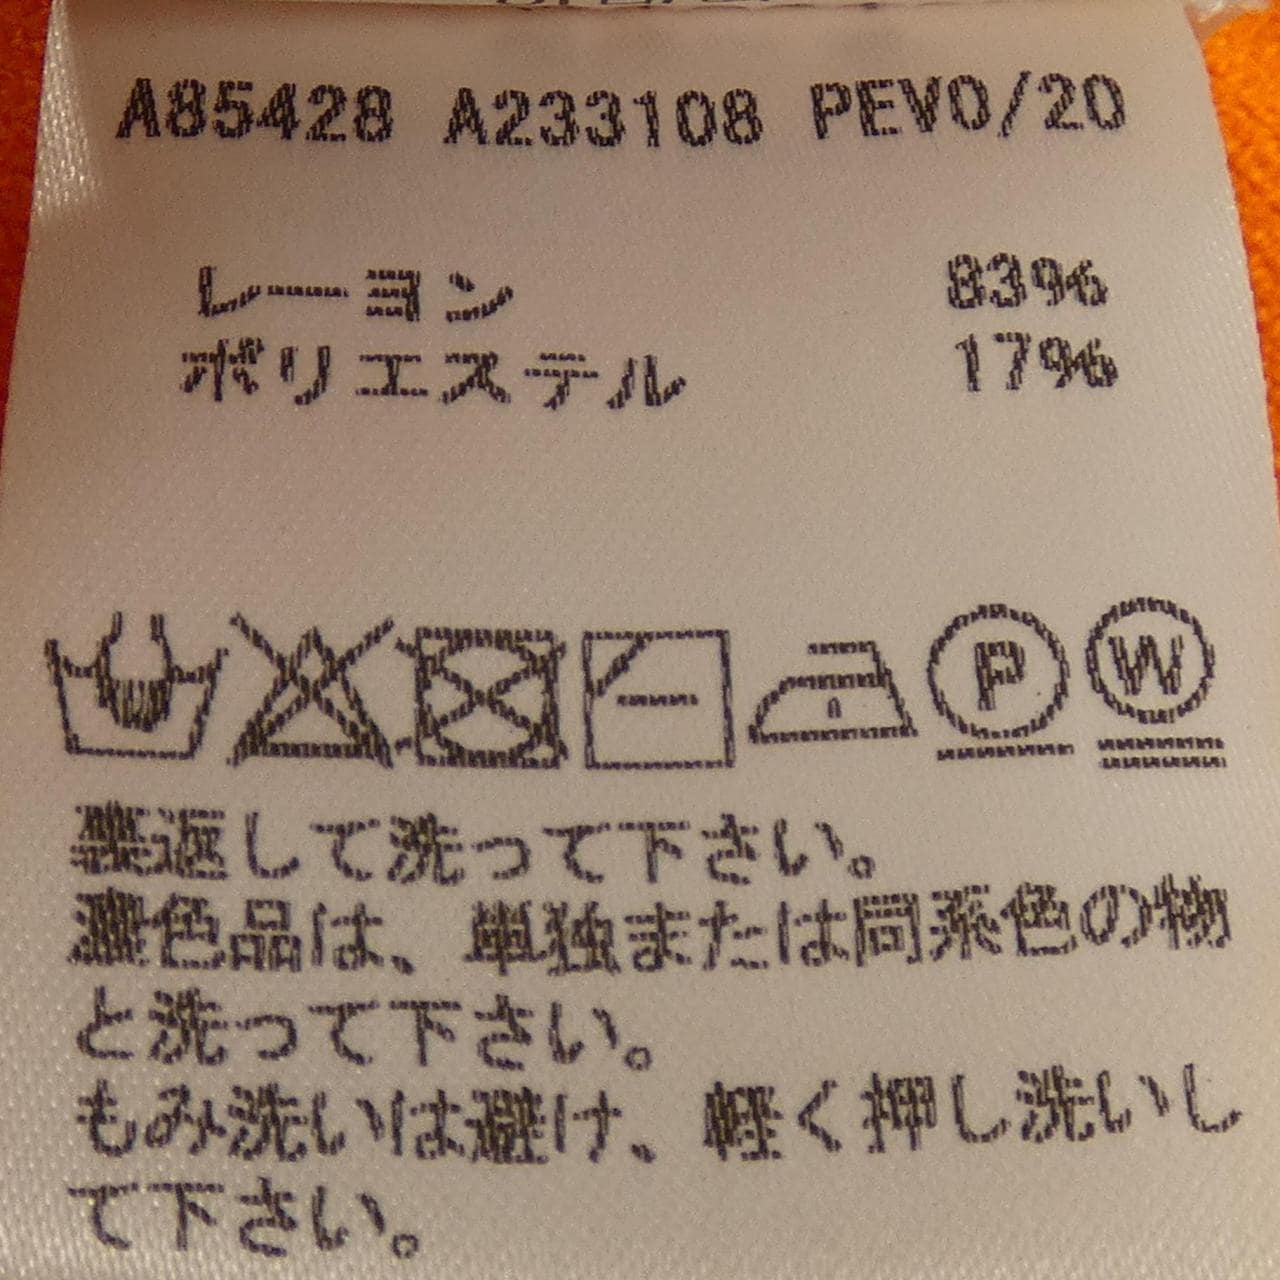 A85428 A233108 PEV0/20
レーヨン 83%
ポリエステル 17%
P W
裏返して洗って下さい。
濃色品は、単独または同系色の物
と洗って下さい。
もみ洗いは避け、軽く押し洗いし
て下さい。